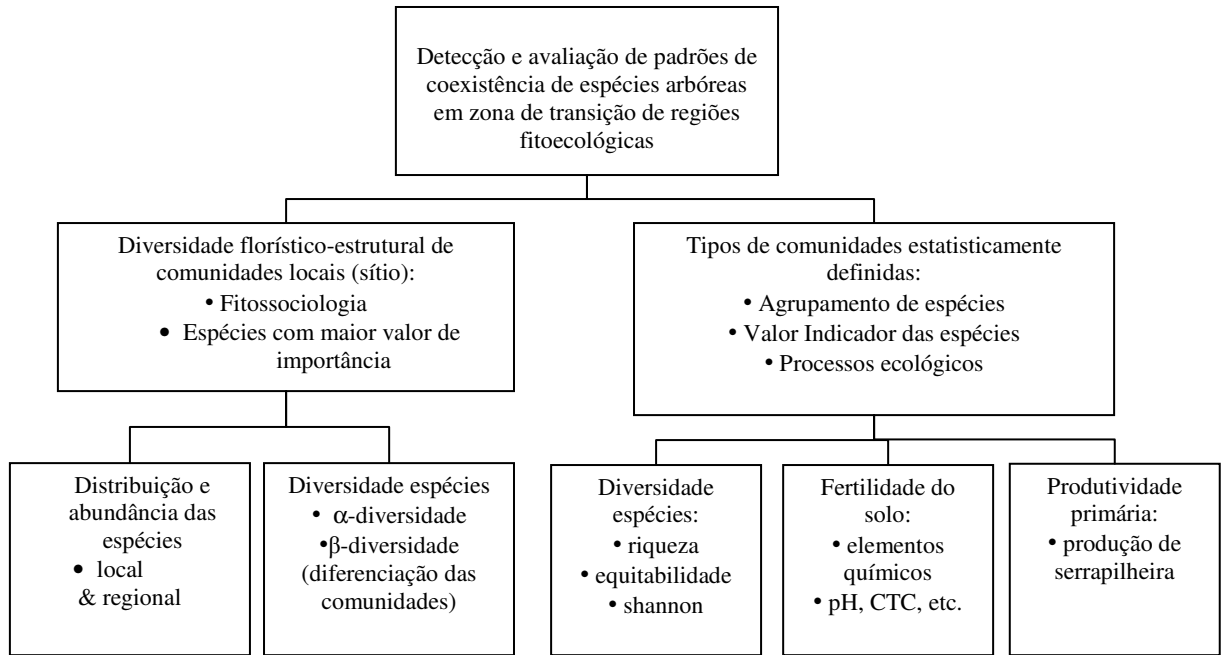 Detecção e avaliação de padrões de
coexistência de espécies arbóreas
em zona de transição de regiões
fitoecológicas
Diversidade florístico-estrutural de
comunidades locais (sítio):
• Fitossociologia
• Espécies com maior valor de
importância
Tipos de comunidades estatisticamente
definidas:
• Agrupamento de espécies
• Valor Indicador das espécies
• Processos ecológicos
Distribuição e
abundância das
espécies
• local
& regional
Diversidade espécies
• α-diversidade
•β-diversidade
(diferenciação das
comunidades)
Diversidade
espécies:
• riqueza
• equitabilidade
• shannon
Fertilidade do
solo:
• elementos
químicos
• pH, CTC, etc.
Produtividade
primária:
• produção de
serrapilheira